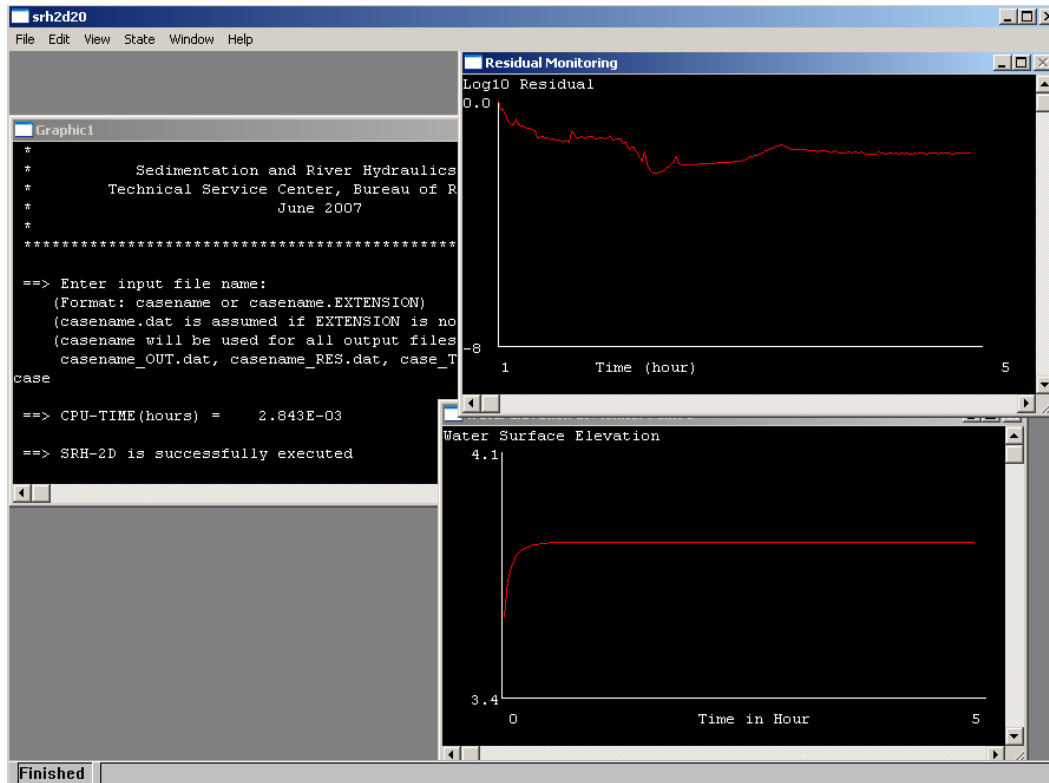 srh2d20
File Edit View State Window Help
Graphic1
*
* Sedimentation and River Hydraulics
* Technical Service Center, Bureau of R
* June 2007
*
**********************************************
==> Enter input file name:
(Format: casename or casename.EXTENSION)
(casename.dat is assumed if EXTENSION is no
(casename will be used for all output files
casename_OUT.dat, casename_RES.dat, case_T
case
==> CPU-TIME(hours) = 2.843E-03
==> SRH-2D is successfully executed
Residual Monitoring
Log10 Residual
0.0
-8
1 Time (hour) 5
Water Surface Elevation
4.1
3.4
0 Time in Hour 5
Finished